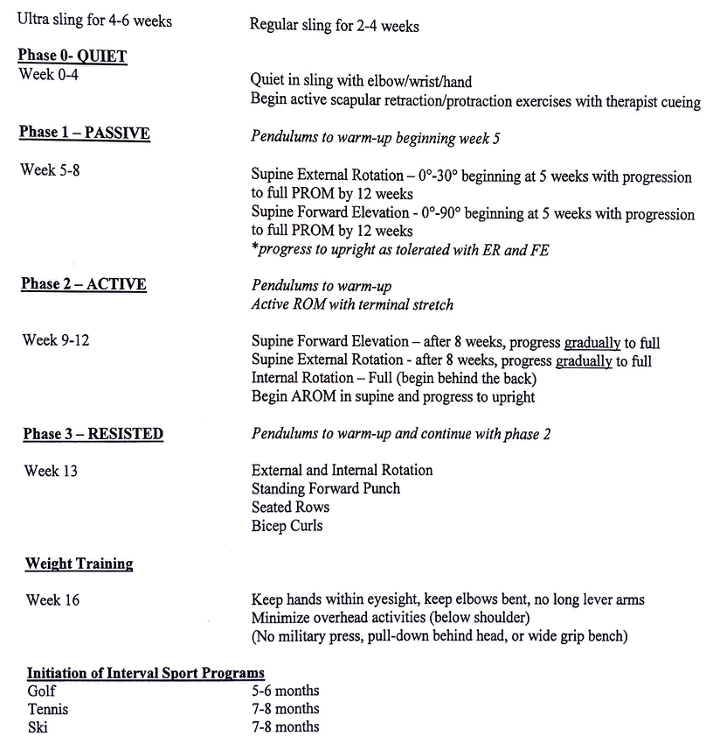 Ultra sling for 4-6 weeks Regular sling for 2-4 weeks
Phase 0- QUIET
Week 0-4
Quiet in sling with elbow/wrist/hand
Begin active scapular retraction/protraction exercises with therapist cueing
Phase 1 – PASSIVE Pendulums to warm-up beginning week 5
Week 5-8 Supine External Rotation – 0°-30° beginning at 5 weeks with progression
to full PROM by 12 weeks
Supine Forward Elevation - 0°-90° beginning at 5 weeks with progression
to full PROM by 12 weeks
*progress to upright as tolerated with ER and FE
Phase 2 – ACTIVE Pendulums to warm-up
Active ROM with terminal stretch
Week 9-12 Supine Forward Elevation – after 8 weeks, progress gradually to full
Supine External Rotation - after 8 weeks, progress gradually to full
Internal Rotation – Full (begin behind the back)
Begin AROM in supine and progress to upright
Phase 3 – RESISTED Pendulums to warm-up and continue with phase 2
Week 13 External and Internal Rotation
Standing Forward Punch
Seated Rows
Bicep Curls
Weight Training
Week 16 Keep hands within eyesight, keep elbows bent, no long lever arms
Minimize overhead activities (below shoulder)
(No military press, pull-down behind head, or wide grip bench)
Initiation of Interval Sport Programs
Golf 5-6 months
Tennis 7-8 months
Ski 7-8 months